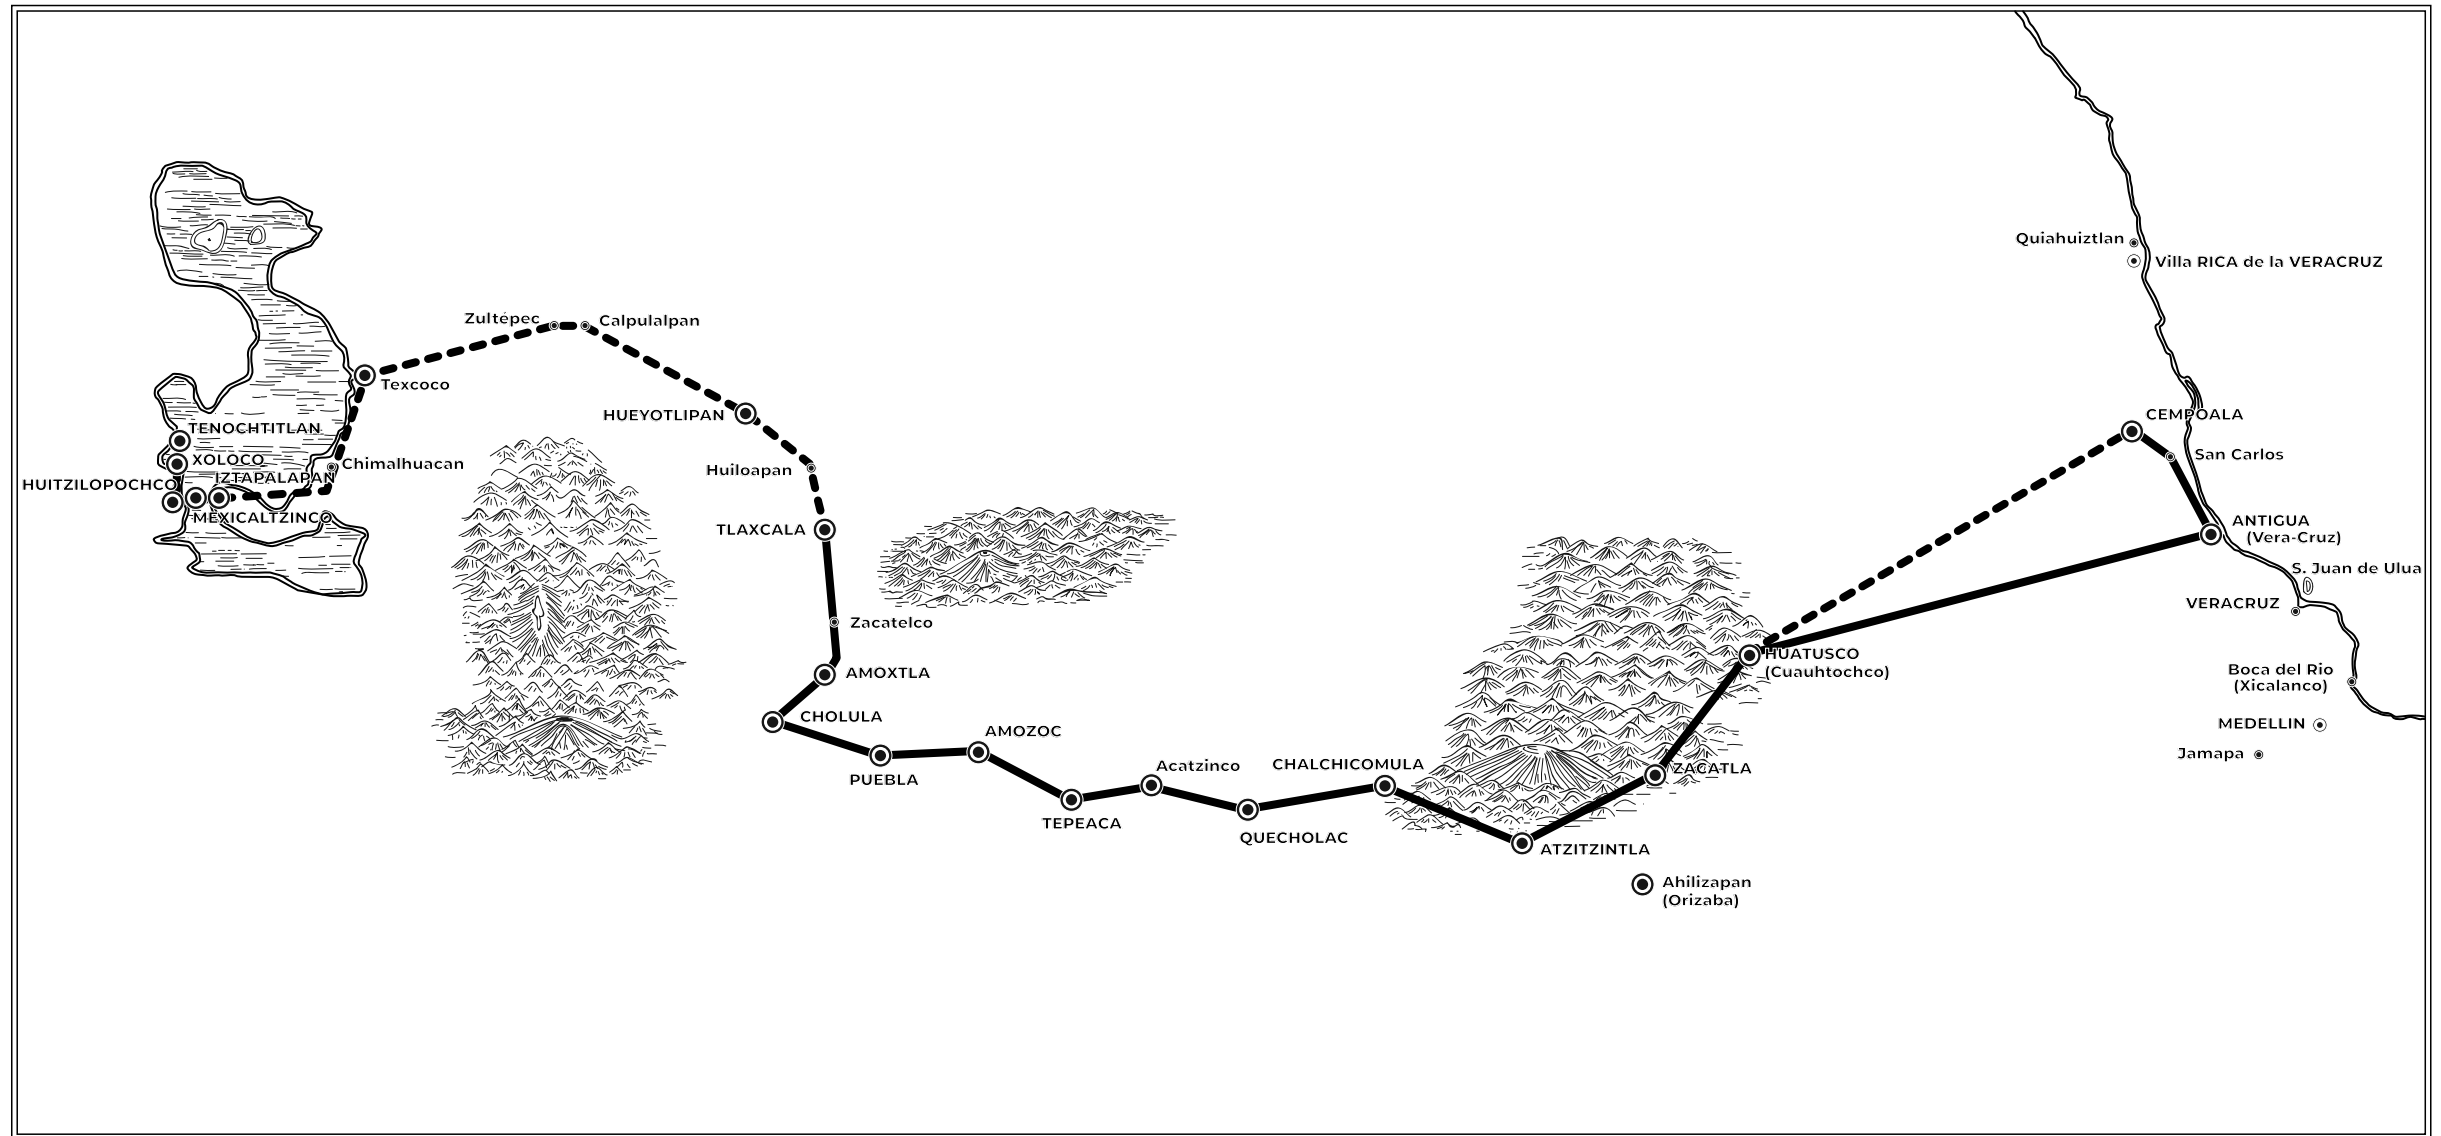 Quiahuiztlan
Villa RICA de la VERACRUZ
Zultépec
Calpulalpan
Texcoco
HUEYOTLIPAN
CEMPOALA
TENOCHTITLAN
San Carlos
XOLOCO
Chimalhuacan
Huiloapan
IZTAPALAPAN
HUITZILOPOCHCO
MEXICALTZINCO
TLAXCALA
ANTIGUA
(Vera-Cruz)
S. Juan de Ulua
VERACRUZ
Zacatelco
HUATUSCO
(Cuauhtochco)
AMOXTLA
Boca del Rio
(Xicalanco)
CHOLULA
MEDELLIN
AMOZOC
Jamapa
Acatzinco
CHALCHICOMULA
ZACATLA
PUEBLA
TEPEACA
QUECHOLAC
ATZITZINTLA
Ahilizapan
(Orizaba)